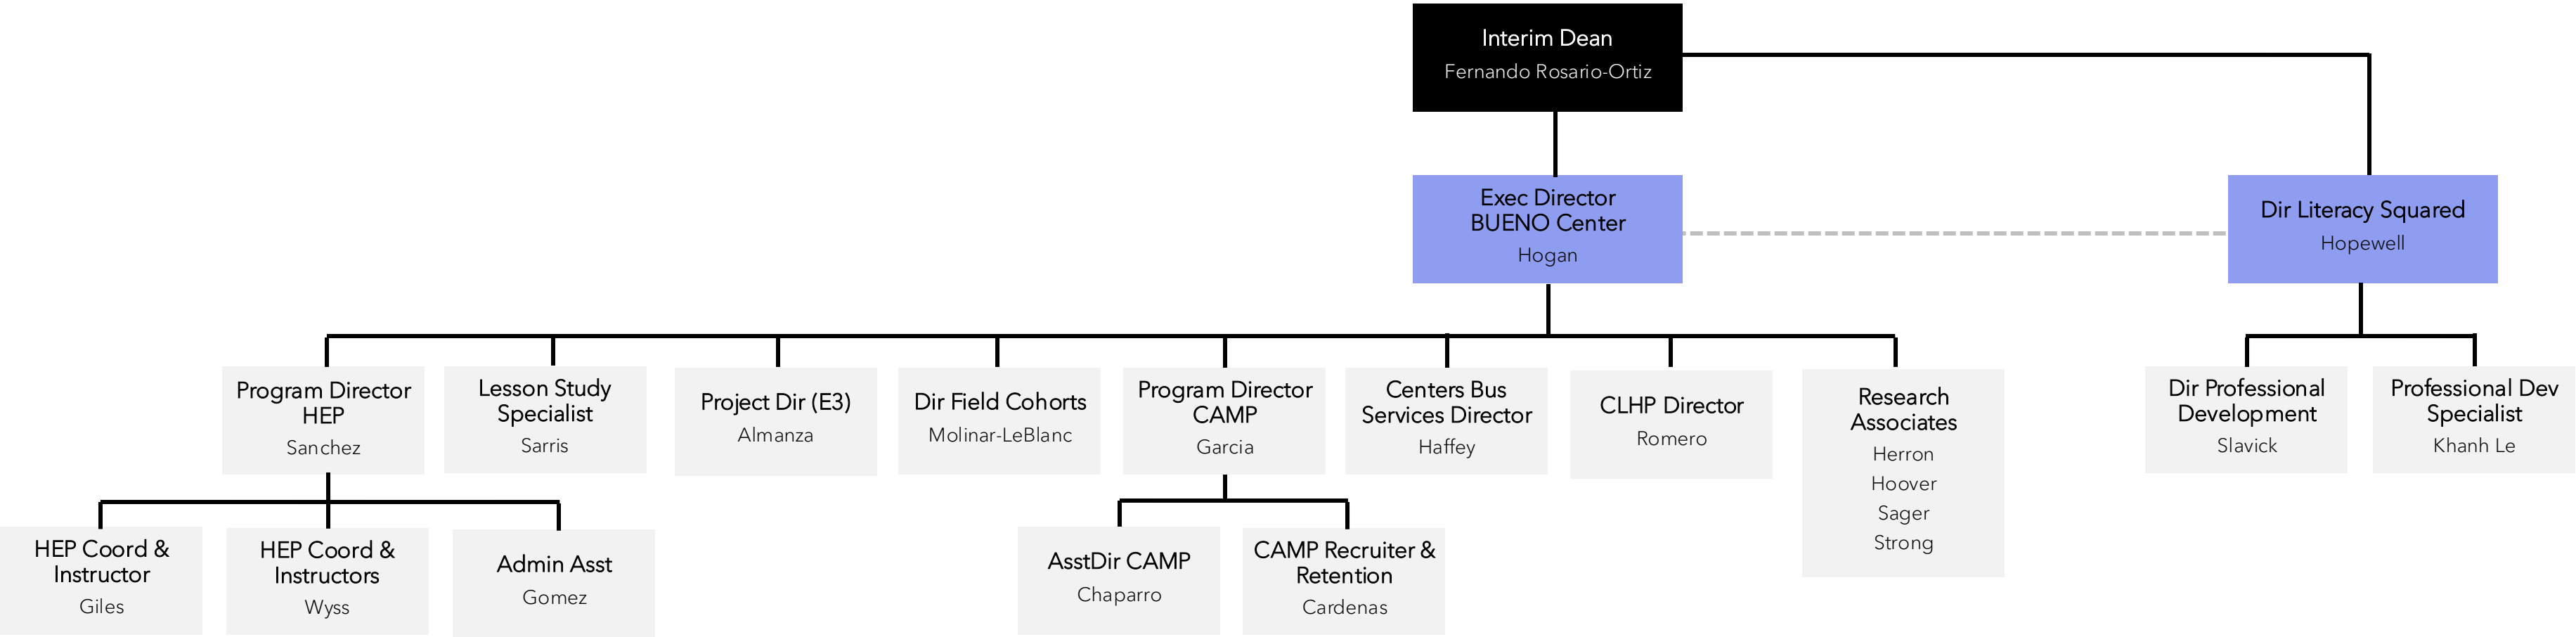 Interim Dean
Fernando Rosario-Ortiz
Exec Director
BUENO Center
Hogan
Dir Literacy Squared
Hopewell
Program Director
HEP
Sanchez
Lesson Study
Specialist
Sarris
Project Dir (E3)
Almanza
Dir Field Cohorts
Molinar-LeBlanc
Program Director
CAMP
Garcia
Centers Bus
Services Director
Haffey
CLHP Director
Romero
Research
Associates
Herron
Hoover
Sager
Strong
Dir Professional
Development
Slavick
Professional Dev
Specialist
Khanh Le
HEP Coord &
Instructor
Giles
HEP Coord &
Instructors
Wyss
Admin Asst
Gomez
AsstDir CAMP
Chaparro
CAMP Recruiter &
Retention
Cardenas